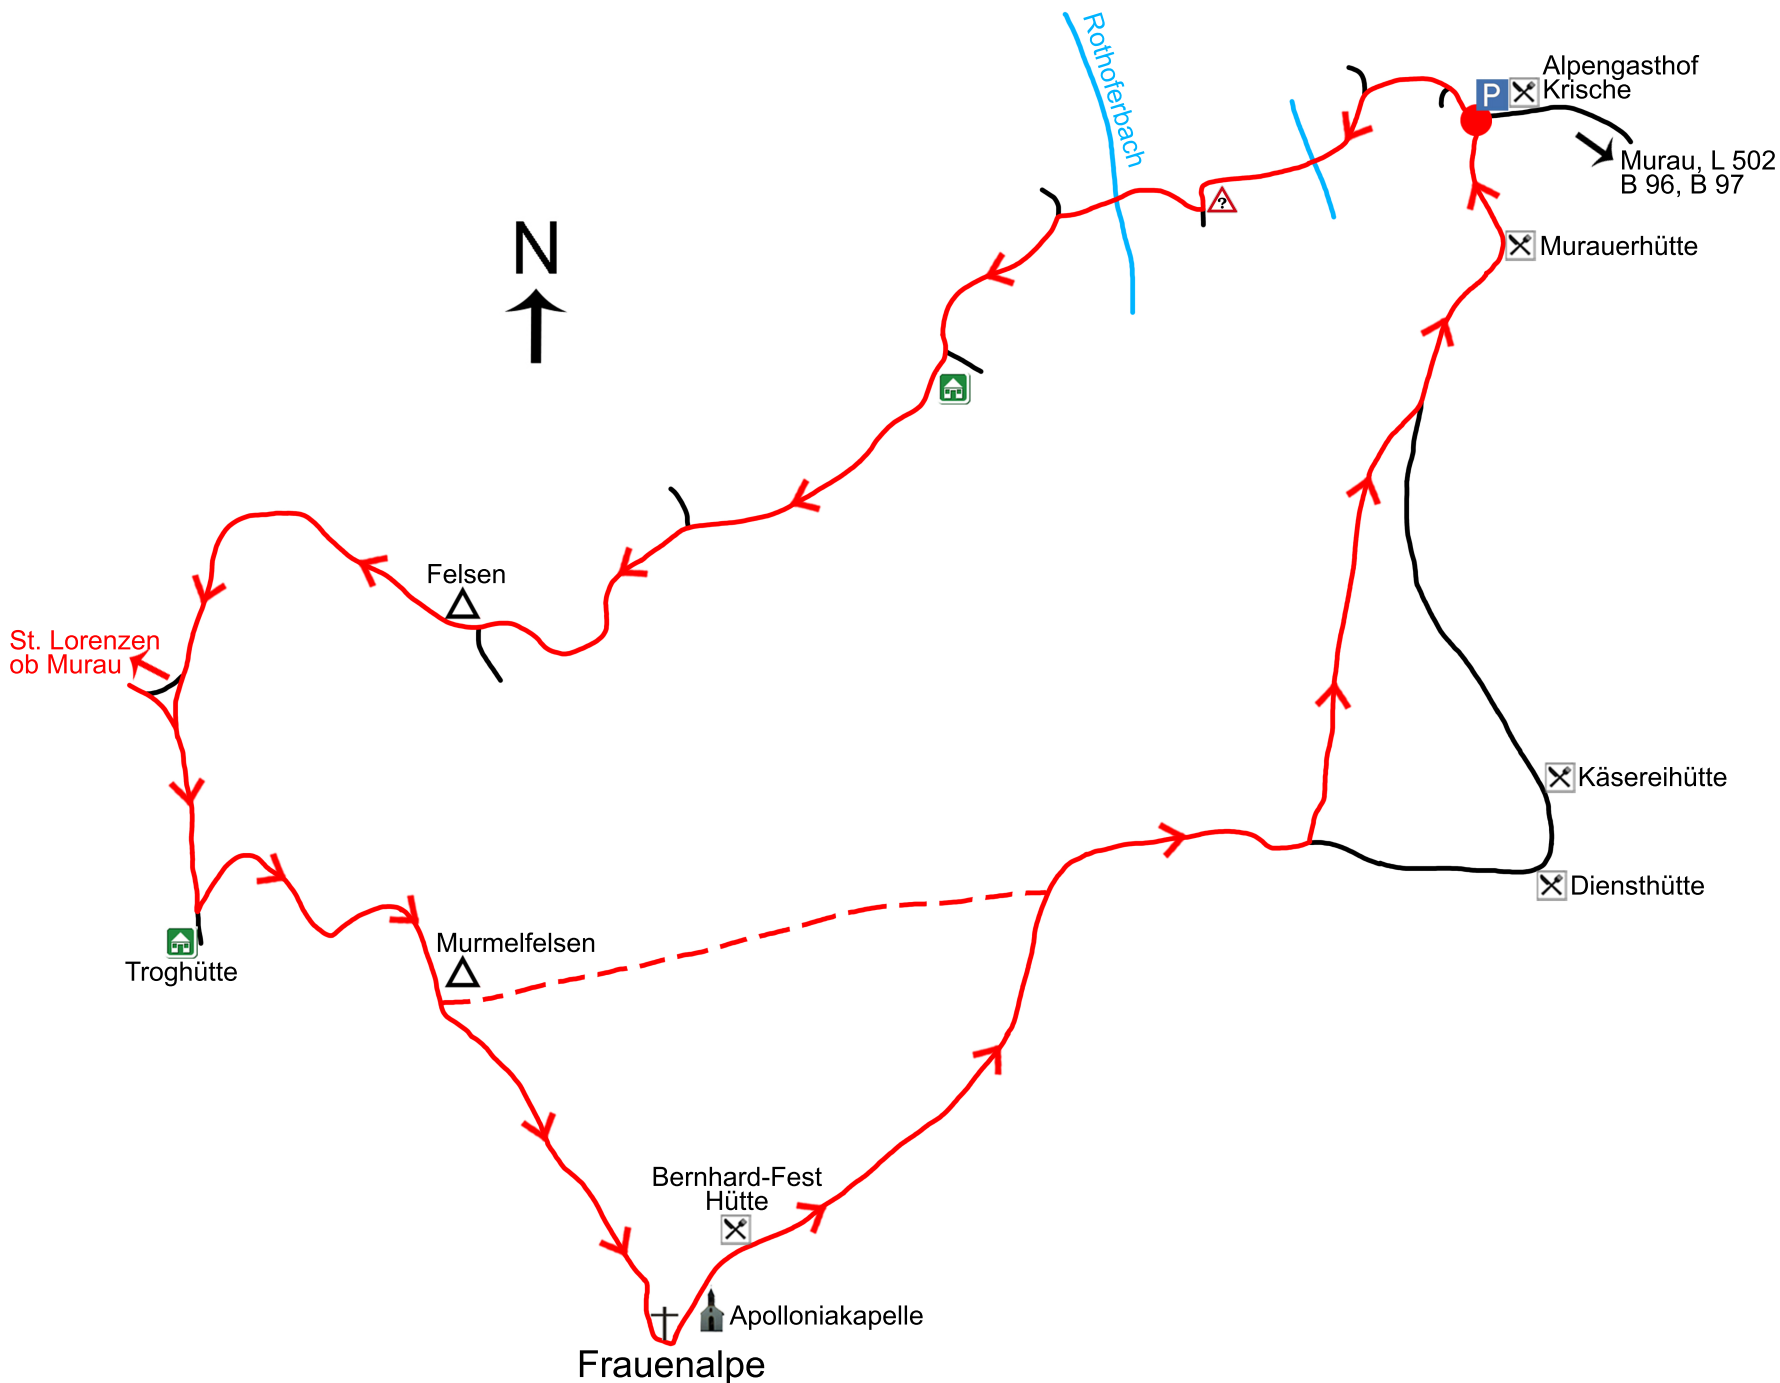 Alpengasthof
Krische
P
Rothoferbach
Murau, L 502
B 96, B 97
?
N
Murauerhütte
Felsen
St. Lorenzen
ob Murau
Käsereihütte
Diensthütte
Murmelfelsen
Troghütte
Bernhard-Fest
Hütte
Apolloniakapelle
Frauenalpe